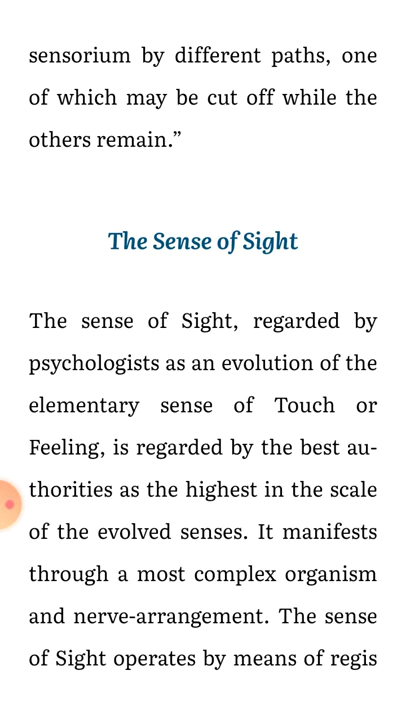 sensorium by different paths, one
of which may be cut off while the
others remain.”
The Sense of Sight
The sense of Sight, regarded by
psychologists as an evolution of the
elementary sense of Touch or
Feeling, is regarded by the best au-
thorities as the highest in the scale
of the evolved senses. It manifests
through a most complex organism
and nerve-arrangement. The sense
of Sight operates by means of regis